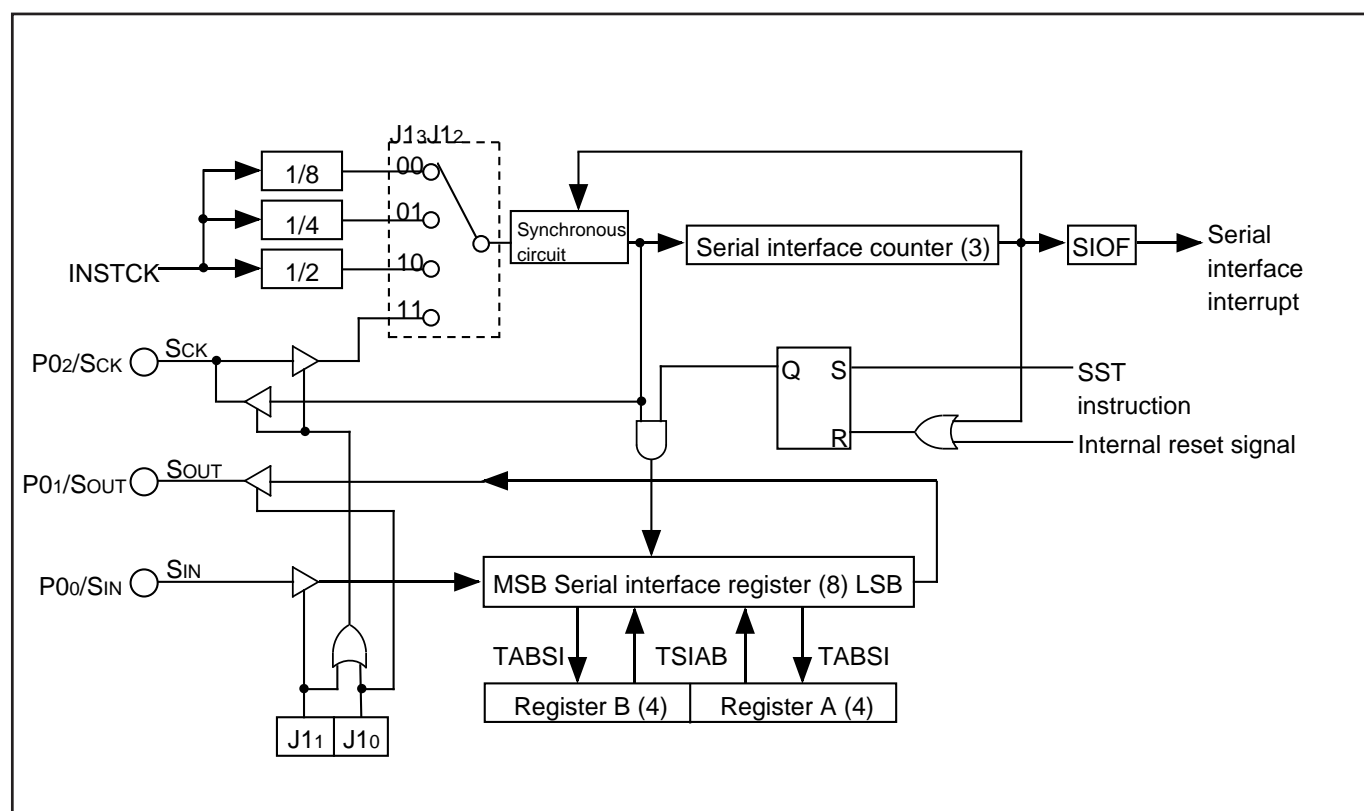 J13J12
00
1/8
01
1/4
10
1/2
11
INSTCK
Synchronous
circuit
Serial interface counter (3)
SIOF
Serial
interface
interrupt
P02/SCK
SCK
Q
S
R
SST
instruction
Internal reset signal
P01/SOUT
SOUT
P00/SIN
SIN
MSB Serial interface register (8) LSB
TABSI
TSIAB
TABSI
Register B (4)
Register A (4)
J11
J10